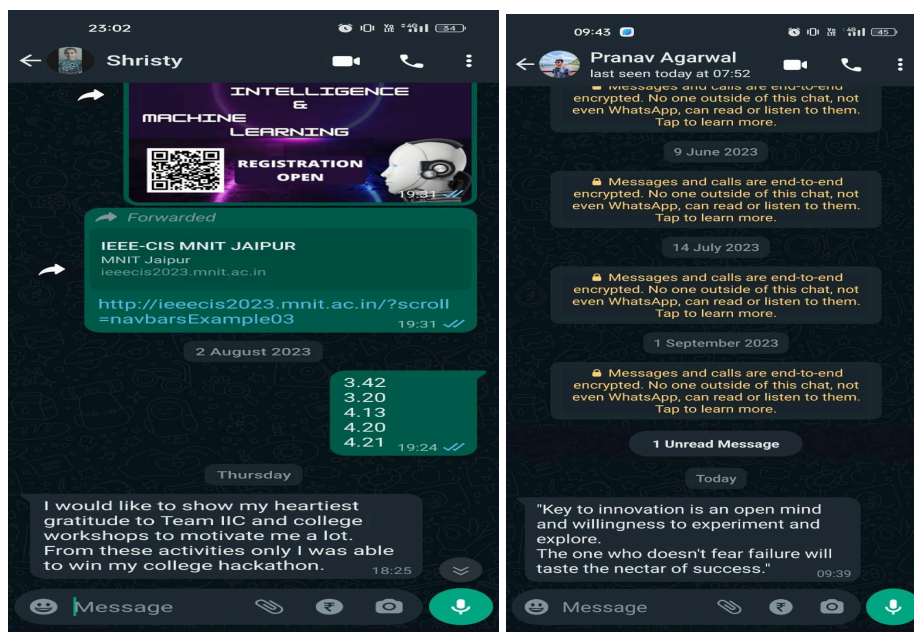 23:02
34
Shristy
INTELLIGENCE
&
MACHINE
LEARNING
REGISTRATION
OPEN
19:31
Forwarded
IEEE-CIS MNIT JAIPUR
MNIT Jaipur
ieeecis2023.mnit.ac.in
http://ieeecis2023.mnit.ac.in/?scroll
=navbarsExample03
19:31
2 August 2023
3.42
3.20
4.13
4.20
4.21
19:24
Thursday
I would like to show my heartiest
gratitude to Team IIC and college
workshops to motivate me a lot.
From these activities only I was able
to win my college hackathon.
18:25
Message
09:43
45
Pranav Agarwal
last seen today at 07:52
Messages and calls are end-to-end
encrypted. No one outside of this chat, not
even WhatsApp, can read or listen to them.
Tap to learn more.
9 June 2023
Messages and calls are end-to-end
encrypted. No one outside of this chat, not
even WhatsApp, can read or listen to them.
Tap to learn more.
14 July 2023
Messages and calls are end-to-end
encrypted. No one outside of this chat, not
even WhatsApp, can read or listen to them.
Tap to learn more.
1 September 2023
Messages and calls are end-to-end
encrypted. No one outside of this chat, not
even WhatsApp, can read or listen to them.
Tap to learn more.
1 Unread Message
Today
"Key to innovation is an open mind
and willingness to experiment and
explore.
The one who doesn't fear failure will
taste the nectar of success."
09:39
Message